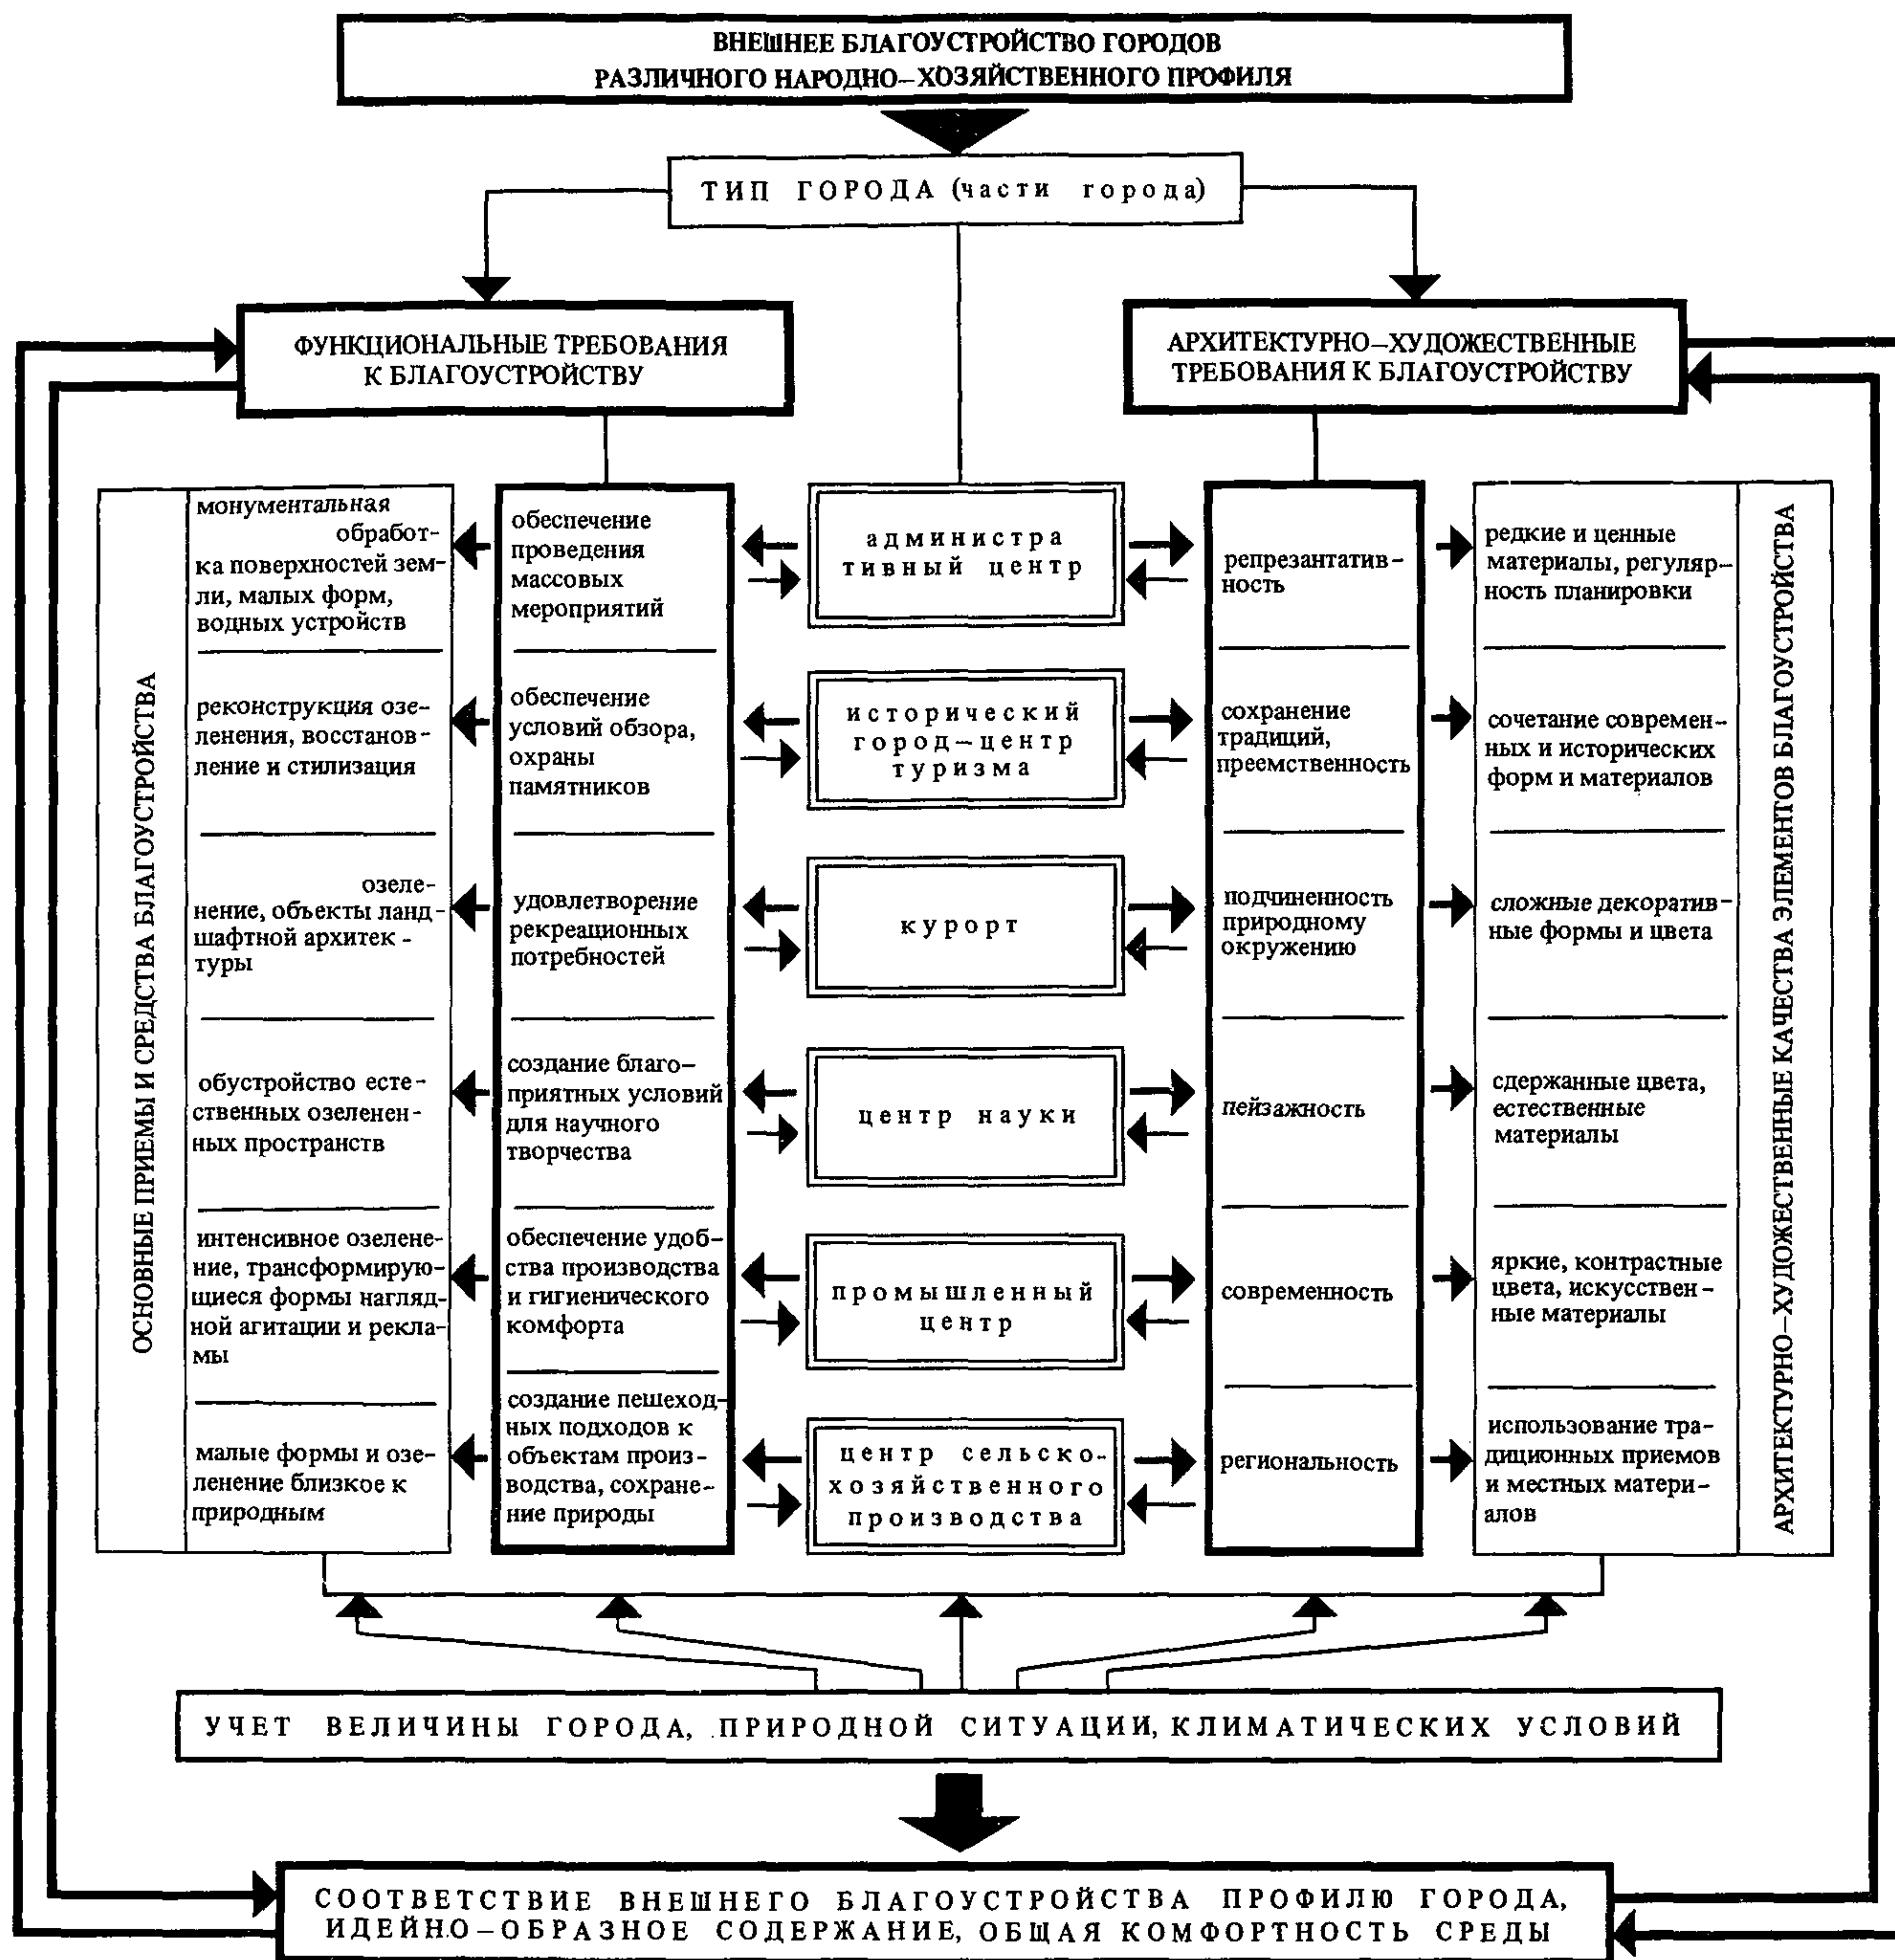 ВНЕШНЕЕ БЛАГОУСТРОЙСТВО ГОРОДОВ
РАЗЛИЧНОГО НАРОДНО–ХОЗЯЙСТВЕННОГО ПРОФИЛЯ
ТИП ГОРОДА (части города)
ФУНКЦИОНАЛЬНЫЕ ТРЕБОВАНИЯ
К БЛАГОУСТРОЙСТВУ
АРХИТЕКТУРНО–ХУДОЖЕСТВЕННЫЕ
ТРЕБОВАНИЯ К БЛАГОУСТРОЙСТВУ
ОСНОВНЫЕ ПРИЕМЫ И СРЕДСТВА БЛАГОУСТРОЙСТВА
монументальная
обработ-
ка поверхностей зем-
ли, малых форм,
водных устройств
обеспечение
проведения
массовых
мероприятий
администра
тивный центр
репрезантатив-
ность
редкие и ценные
материалы, регуляр-
ность планировки
реконструкция озе-
ленения, восстанов-
ление и стилизация
обеспечение
условий обзора,
охраны
памятников
исторический
город–центр
туризма
сохранение
традиций,
преемственность
сочетание современ-
ных и исторических
форм и материалов
озеле-
нение, объекты ланд-
шафтной архитек-
туры
удовлетворение
рекреационных
потребностей
курорт
подчиненность
природному
окружению
сложные декоратив-
ные формы и цвета
обустройство есте-
ственных озеленен-
ных пространств
создание благо-
приятных условий
для научного
творчества
центр науки
пейзажность
сдержанные цвета,
естественные
материалы
интенсивное озелене-
ние, трансформирую-
щиеся формы нагляд-
ной агитации и рекла-
мы
обеспечение удоб-
ства производства
и гигиенического
комфорта
промышленный
центр
современность
яркие, контрастные
цвета, искусствен-
ные материалы
малые формы и озе-
ленение близкое к
природным
создание пешеход-
ных подходов к
объектам произ-
водства, сохране-
ние природы
центр сельско-
хозяйственного
производства
региональность
использование тра-
диционных приемов
и местных матери-
алов
АРХИТЕКТУРНО–ХУДОЖЕСТВЕННЫЕ КАЧЕСТВА ЭЛЕМЕНТОВ БЛАГОУСТРОЙСТВА
УЧЕТ ВЕЛИЧИНЫ ГОРОДА, ПРИРОДНОЙ СИТУАЦИИ, КЛИМАТИЧЕСКИХ УСЛОВИЙ
СООТВЕТСТВИЕ ВНЕШНЕГО БЛАГОУСТРОЙСТВА ПРОФИЛЮ ГОРОДА,
ИДЕЙНО–ОБРАЗНОЕ СОДЕРЖАНИЕ, ОБЩАЯ КОМФОРТНОСТЬ СРЕДЫ